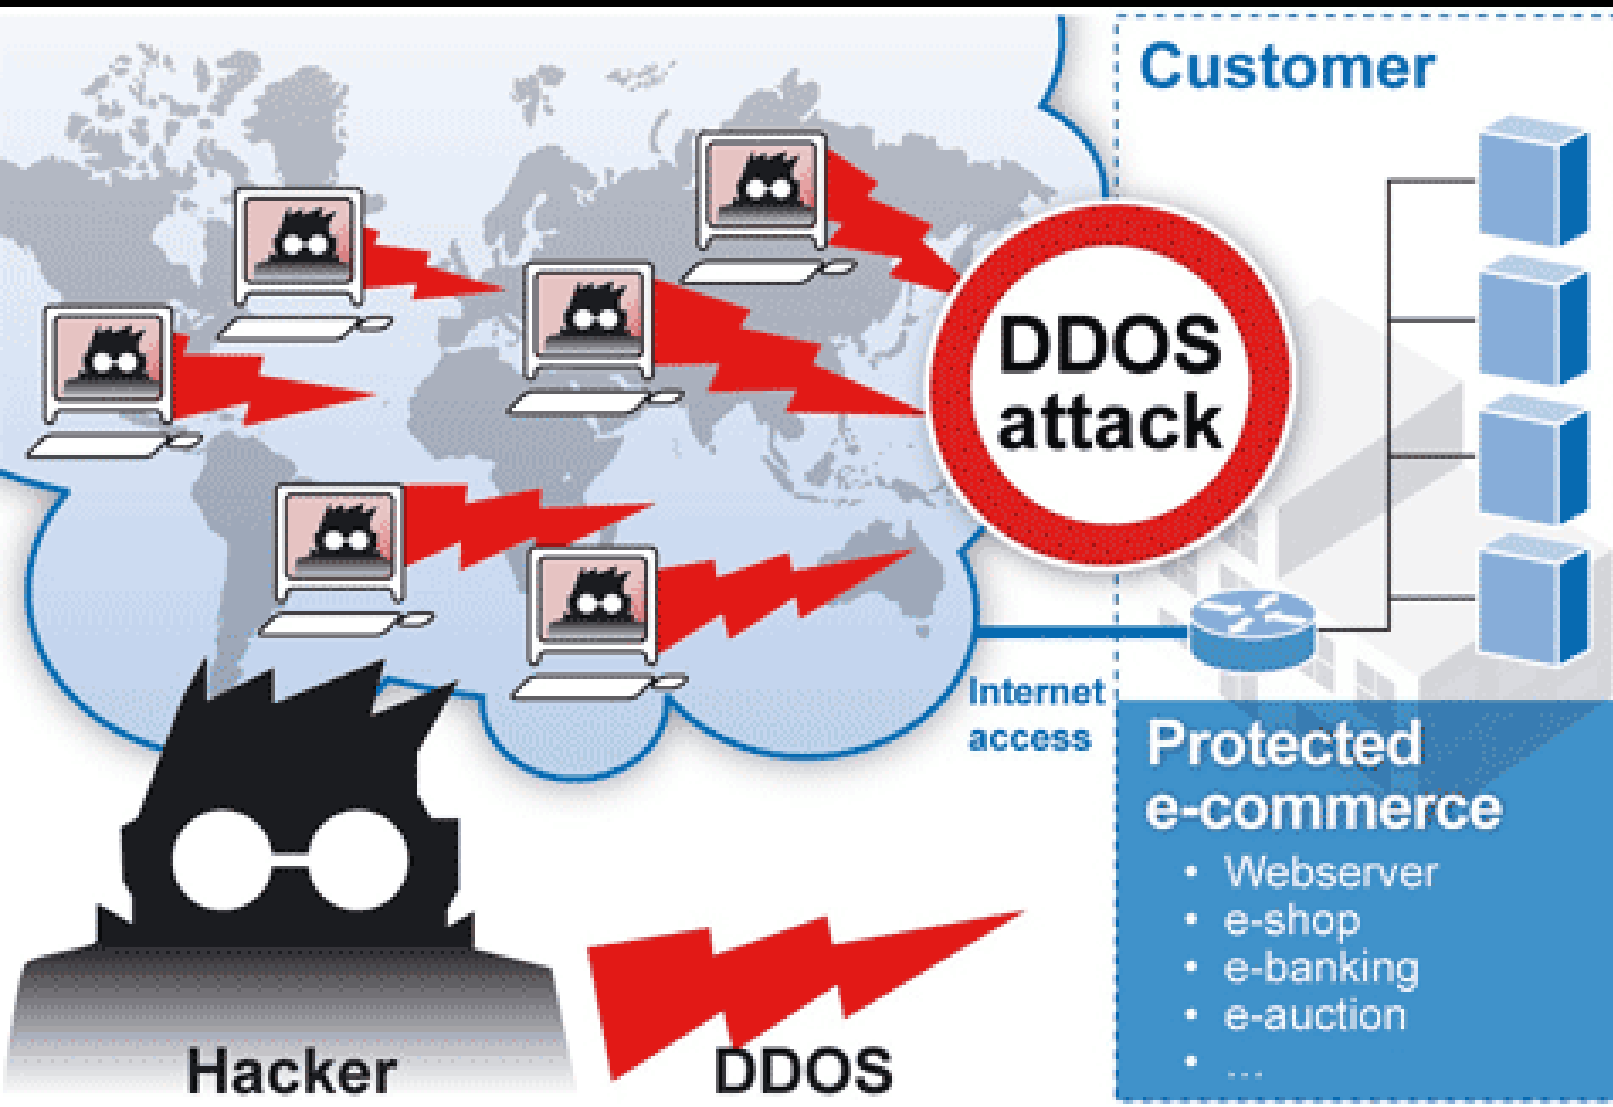 Customer
DDOS
attack
Internet
access
Protected
e-commerce
• Webserver
• e-shop
• e-banking
• e-auction
• ...
Hacker
DDOS